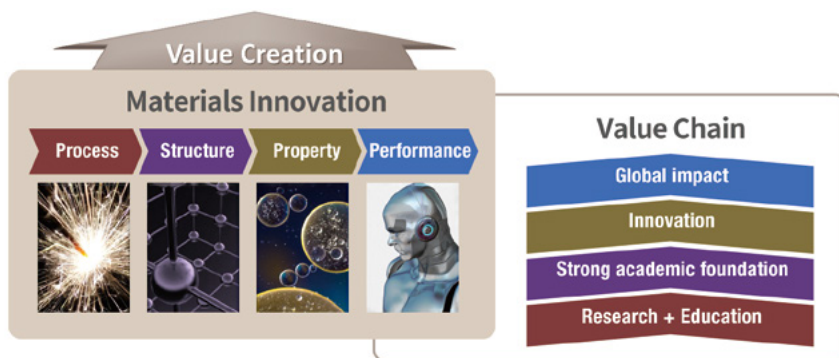 Value Creation
Materials Innovation
Process
Structure
Property
Performance
Value Chain
Global impact
Innovation
Strong academic foundation
Research + Education